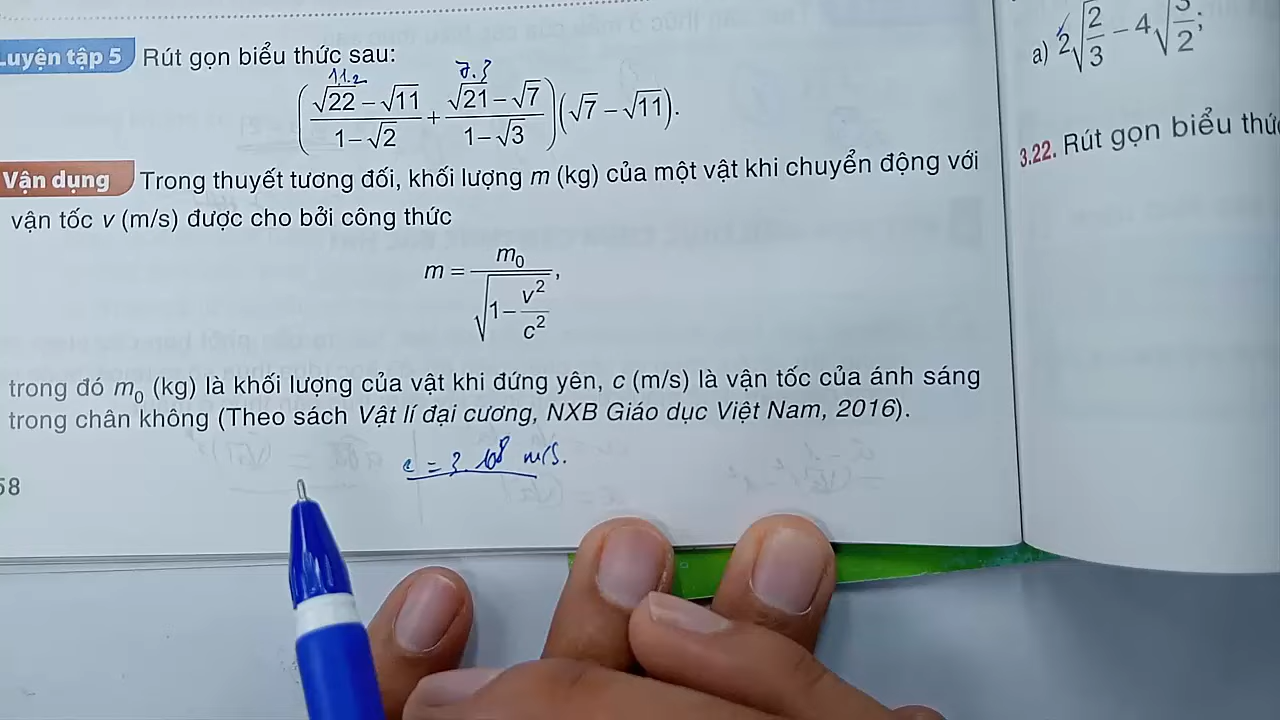 Luyện tập 5 Rút gọn biểu thức sau:
11.2 7.3
(√22 − √11 / 1 − √2 + √21 − √7 / 1 − √3)(√7 − √11).
Vận dụng Trong thuyết tương đối, khối lượng m (kg) của một vật khi chuyển động với
vận tốc v (m/s) được cho bởi công thức
m = m₀ / √(1 − v²/c²),
trong đó m₀ (kg) là khối lượng của vật khi đứng yên, c (m/s) là vận tốc của ánh sáng
trong chân không (Theo sách Vật lí đại cương, NXB Giáo dục Việt Nam, 2016).
c = 3.10⁸ m/s.
58
a) 2√(2/3) − 4√(3/2);
3.22. Rút gọn biểu thức